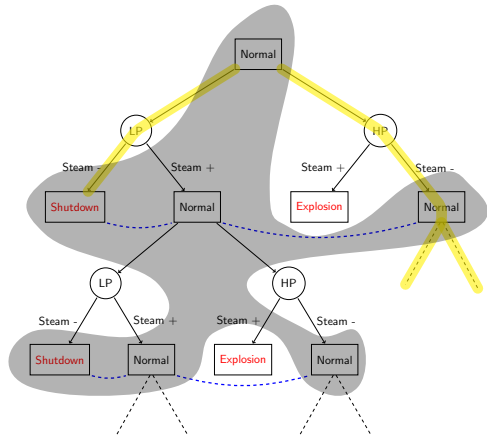 Normal
LP
HP
Steam -
Steam +
Steam +
Steam -
Shutdown
Normal
Explosion
Normal
LP
HP
Steam -
Steam +
Steam +
Steam -
Shutdown
Normal
Explosion
Normal